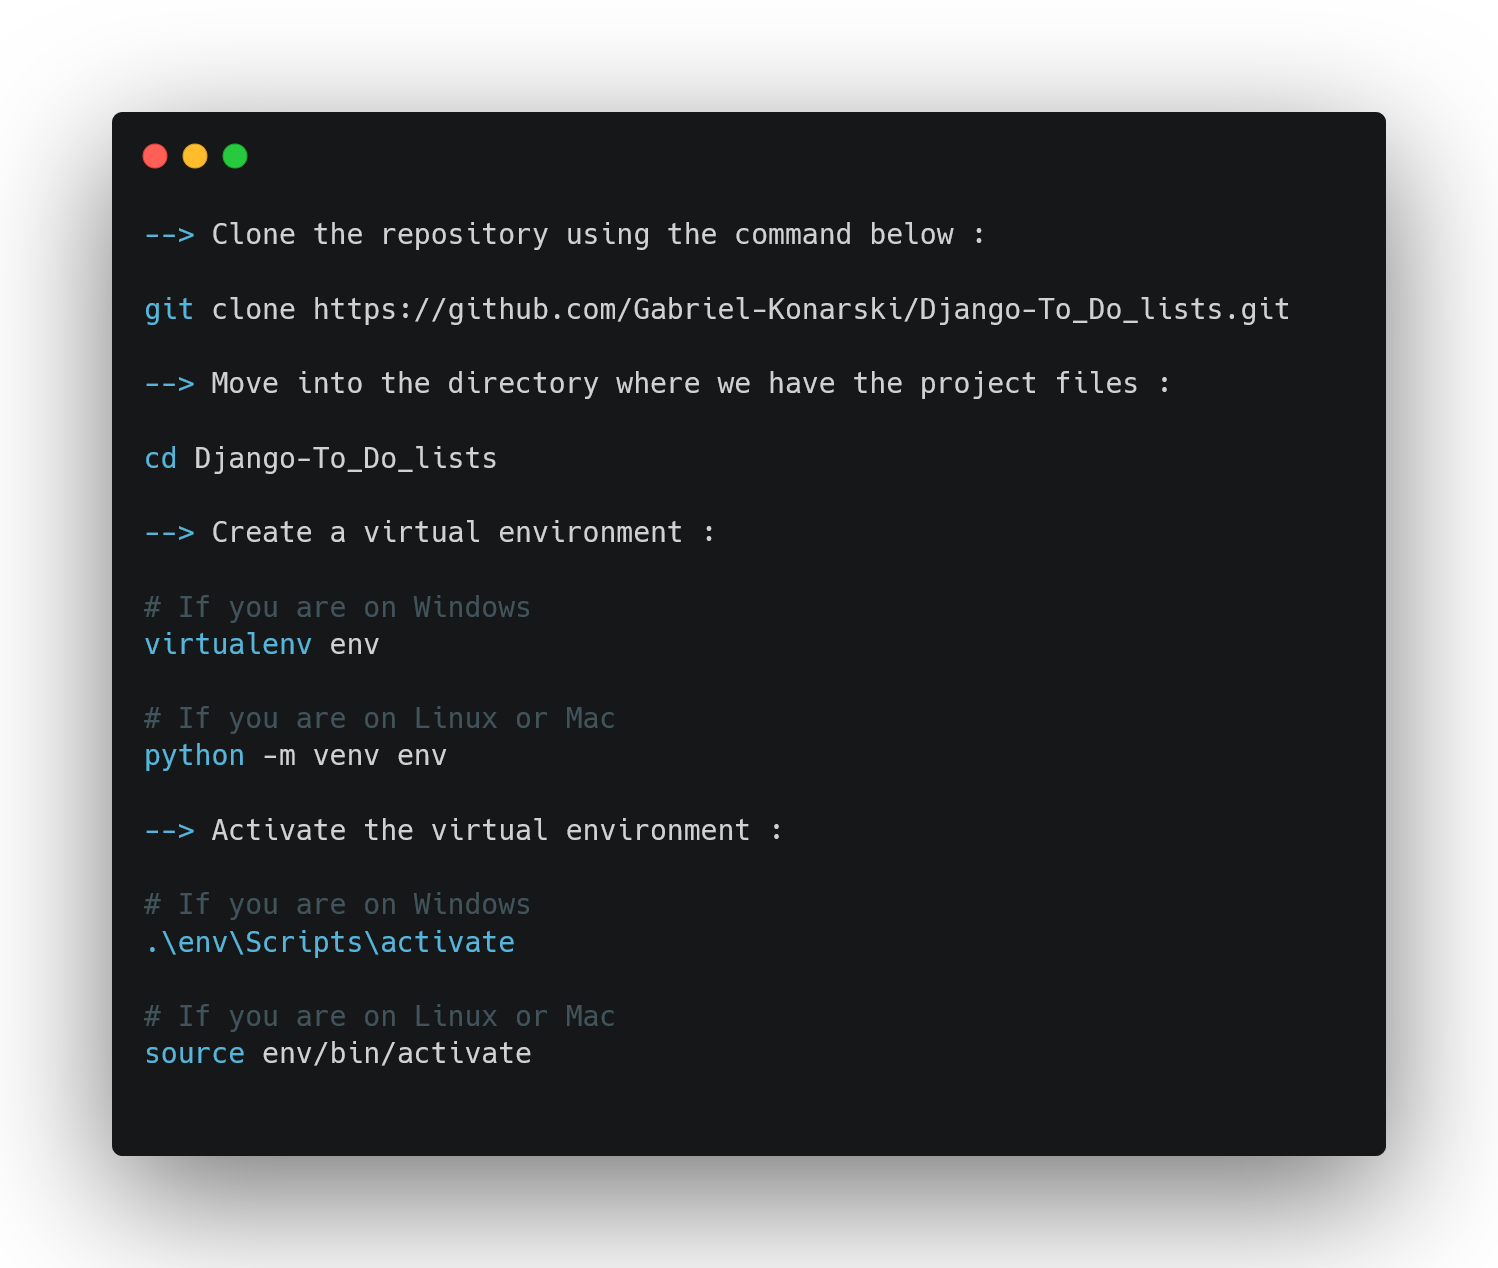 --> Clone the repository using the command below :
git clone https://github.com/Gabriel-Konarski/Django-To_Do_lists.git
--> Move into the directory where we have the project files :
cd Django-To_Do_lists
--> Create a virtual environment :
# If you are on Windows
virtualenv env
# If you are on Linux or Mac
python -m venv env
--> Activate the virtual environment :
# If you are on Windows
.\env\Scripts\activate
# If you are on Linux or Mac
source env/bin/activate